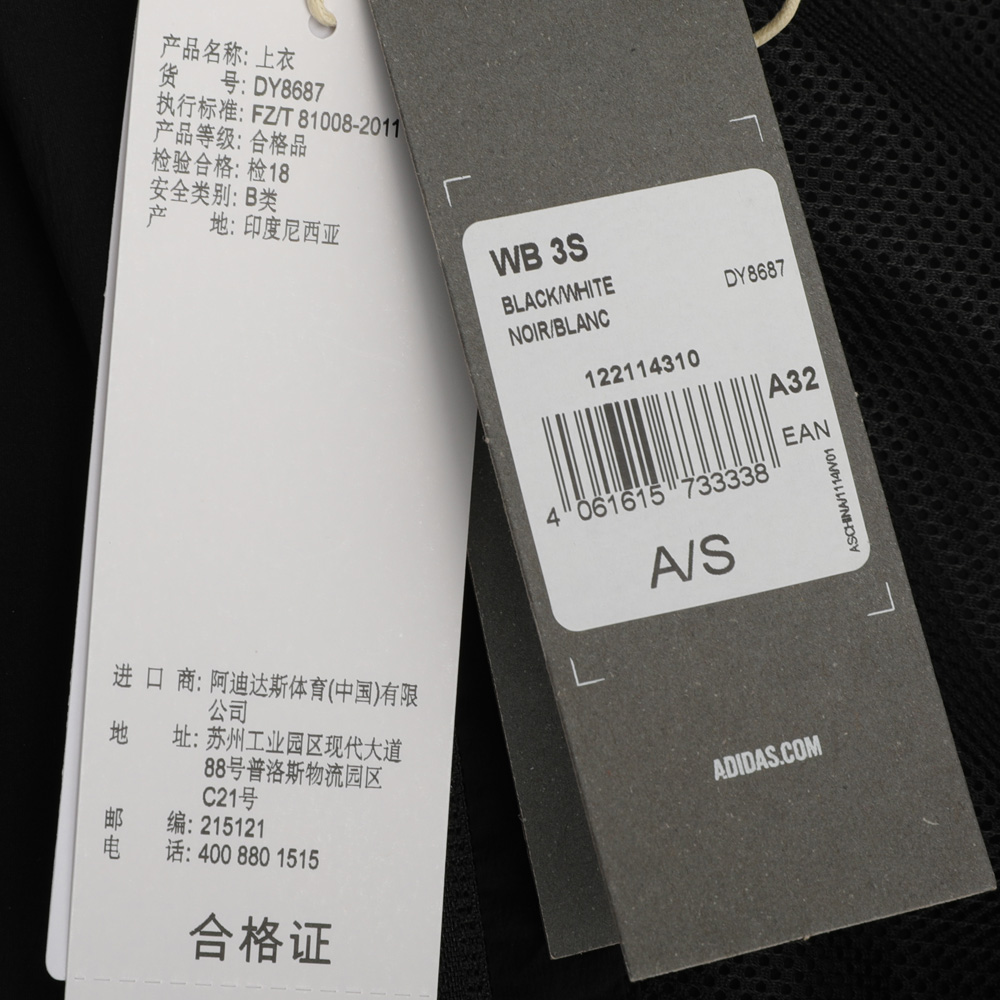 产品名称: 上衣
货 号: DY8687
执行标准: FZ/T 81008-2011
产品等级: 合格品
检验合格: 检18
安全类别: B类
产 地: 印度尼西亚
进 口 商: 阿迪达斯体育(中国)有限
公司
地 址: 苏州工业园区现代大道
88号普洛斯物流园区
C21号
邮 编: 215121
电 话: 400 880 1515
合格证
WB 3S
BLACK/WHITE
DY8687
NOIR/BLANC
122114310
A32
EAN
4 061615 733338
ASCHINA/1114/V01
A/S
ADIDAS.COM